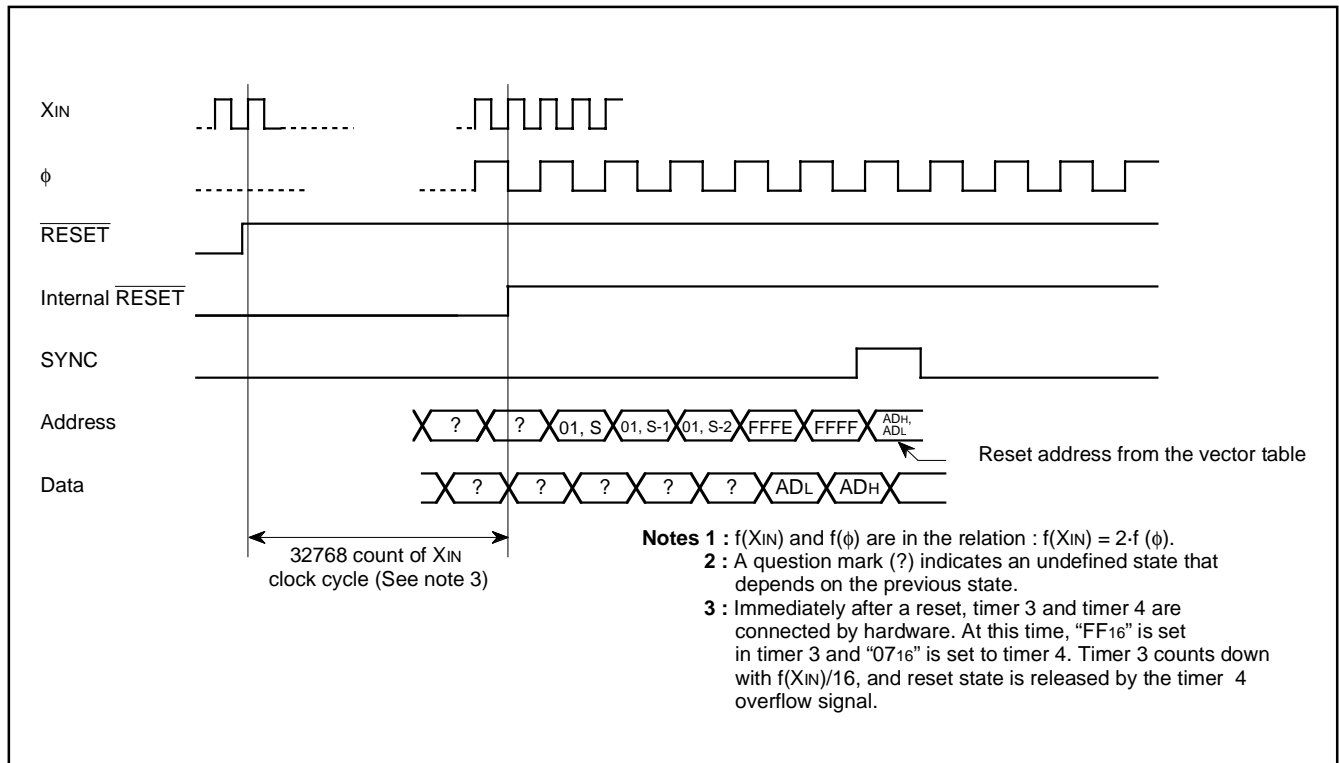 XIN
ϕ
RESET
Internal RESET
SYNC
Address
? ? 01, S 01, S-1 01, S-2 FFFE FFFF ADH,
ADL
Reset address from the vector table
Data
? ? ? ? ? ADL ADH
32768 count of XIN
clock cycle (See note 3)
Notes 1 : f(XIN) and f(ϕ) are in the relation : f(XIN) = 2·f (ϕ).
2 : A question mark (?) indicates an undefined state that
depends on the previous state.
3 : Immediately after a reset, timer 3 and timer 4 are
connected by hardware. At this time, “FF16” is set
in timer 3 and “0716” is set to timer 4. Timer 3 counts down
with f(XIN)/16, and reset state is released by the timer 4
overflow signal.